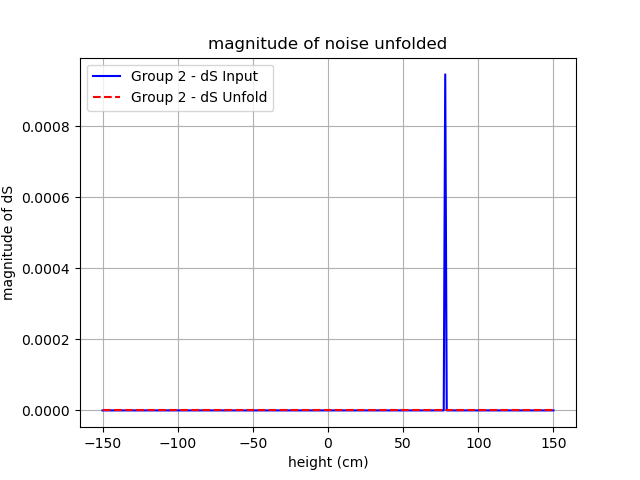 magnitude of noise unfolded
Group 2 - dS Input
Group 2 - dS Unfold
magnitude of dS
0.0008
0.0006
0.0004
0.0002
0.0000
−150
−100
−50
0
50
100
150
height (cm)